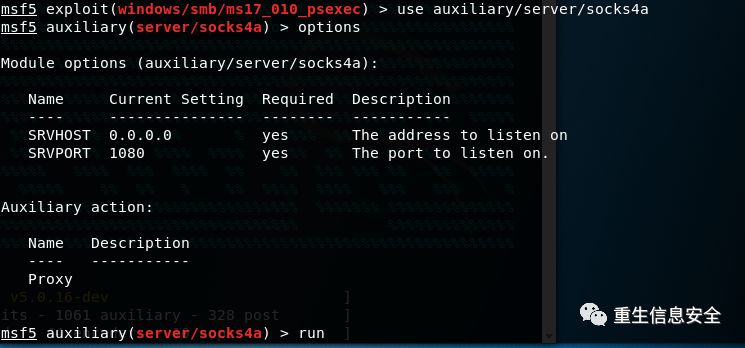 msf5 exploit(windows/smb/ms17_010_psexec) > use auxiliary/server/socks4a
msf5 auxiliary(server/socks4a) > options
Module options (auxiliary/server/socks4a):
Name Current Setting Required Description
---- --------------- -------- -----------
SRVHOST 0.0.0.0 yes The address to listen on
SRVPORT 1080 yes The port to listen on.
Auxiliary action:
Name Description
---- -----------
Proxy
v5.0.16-dev ]
its - 1061 auxiliary - 328 post ]
msf5 auxiliary(server/socks4a) > run ]
重生信息安全